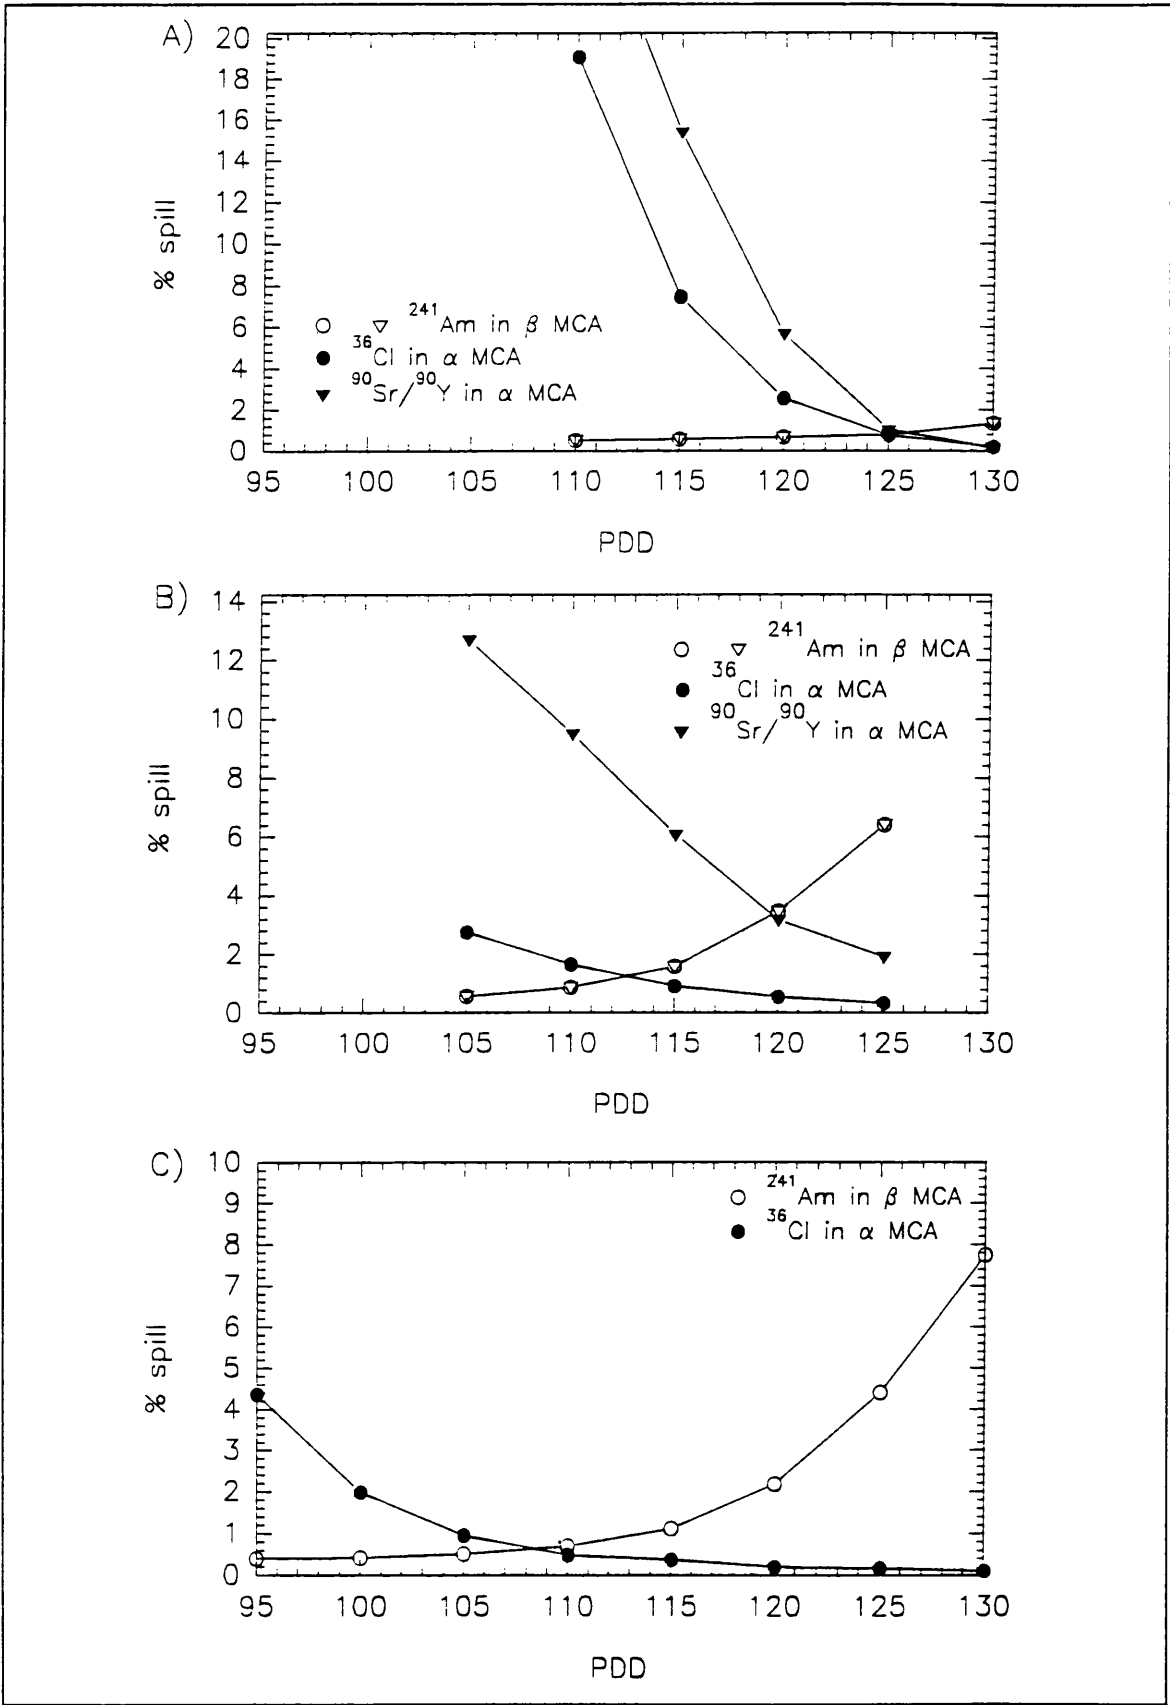 A)
20
18
16
14
12
10
8
6
4
2
0
% spill
○ ▽ ²⁴¹Am in β MCA
● ³⁶Cl in α MCA
▼ ⁹⁰Sr/⁹⁰Y in α MCA
95 100 105 110 115 120 125 130
PDD
B)
14
12
10
8
6
4
2
0
% spill
○ ▽ ²⁴¹Am in β MCA
● ³⁶Cl in α MCA
▼ ⁹⁰Sr/⁹⁰Y in α MCA
95 100 105 110 115 120 125 130
PDD
C)
10
9
8
7
6
5
4
3
2
1
0
% spill
○ ²⁴¹Am in β MCA
● ³⁶Cl in α MCA
95 100 105 110 115 120 125 130
PDD